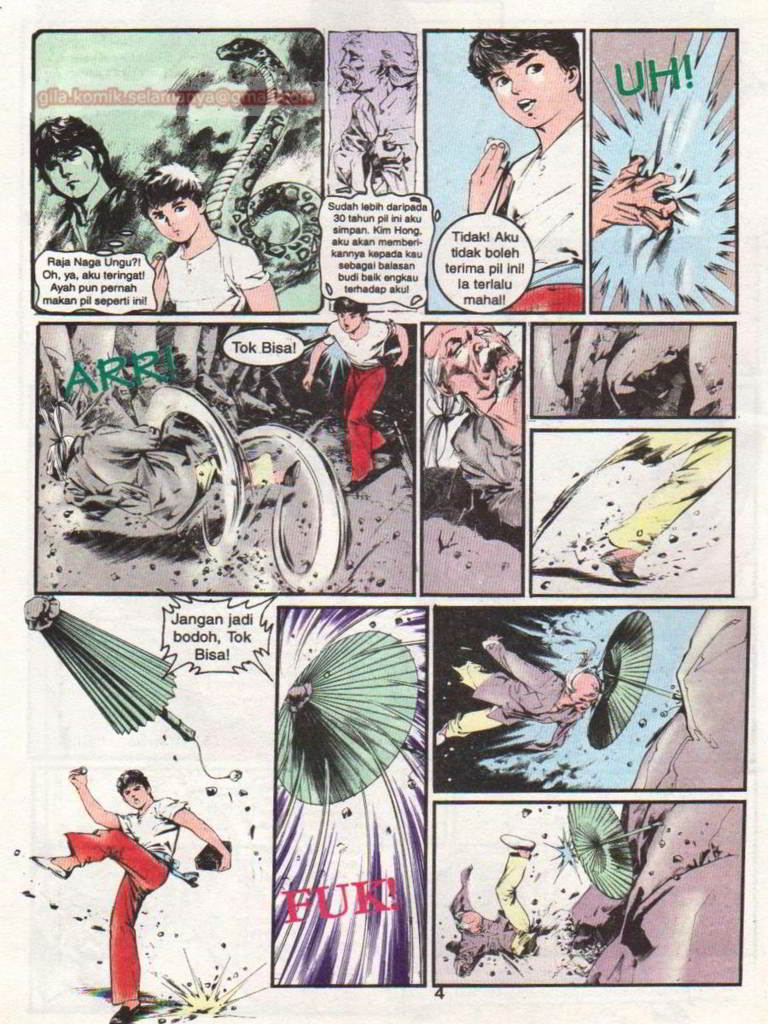 gila.komik.selamanya@gmail.com
Raja Naga Ungu?!
Oh, ya, aku teringat!
Ayah pun pernah
makan pil seperti ini!
Sudah lebih daripada
30 tahun pil ini aku
simpan. Kim Hong,
aku akan memberi-
kannya kepada kau
sebagai balasan
budi baik engkau
terhadap aku!
Tidak! Aku
tidak boleh
terima pil ini!
Ia terlalu
mahal!
UH!
ARR!
Tok Bisa!
Jangan jadi
bodoh, Tok
Bisa!
FUK!
4